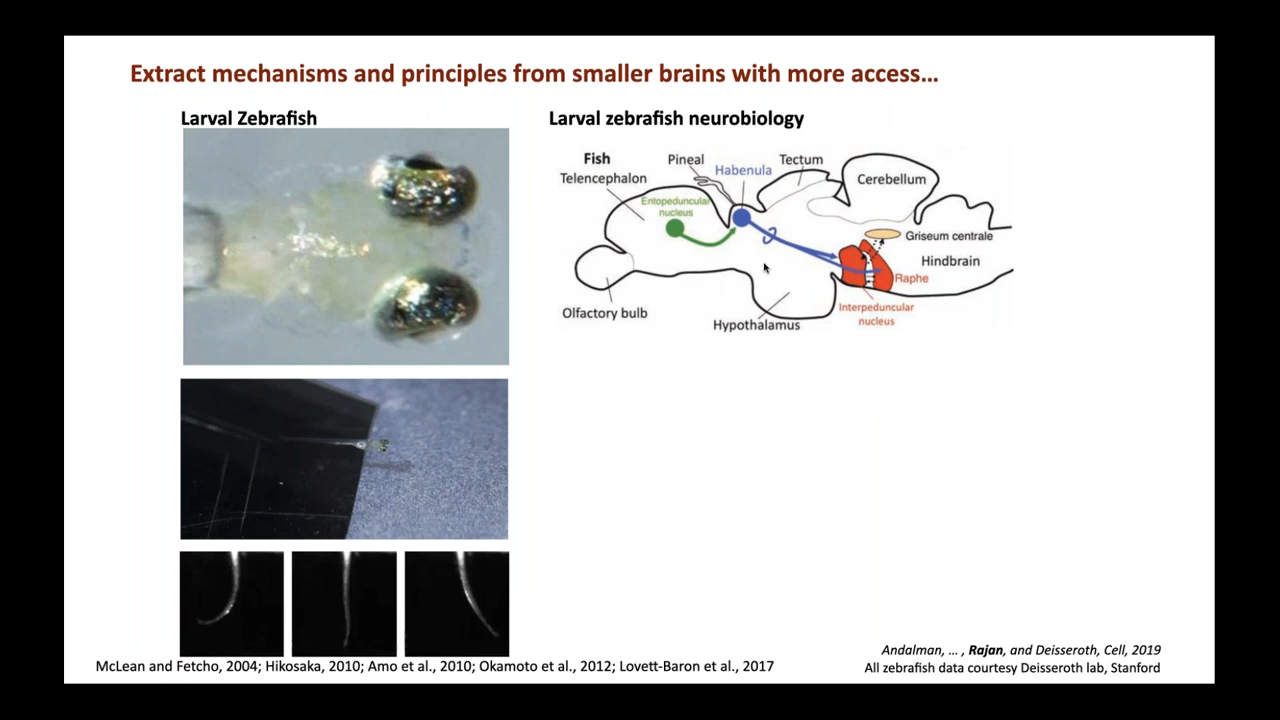 Extract mechanisms and principles from smaller brains with more access…
Larval Zebrafish
Larval zebrafish neurobiology
Fish
Telencephalon
Pineal
Habenula
Tectum
Cerebellum
Entopeduncular
nucleus
Griseum centrale
Hindbrain
Raphe
Interpeduncular
nucleus
Olfactory bulb
Hypothalamus
Andalman, … , Rajan, and Deisseroth, Cell, 2019
McLean and Fetcho, 2004; Hikosaka, 2010; Amo et al., 2010; Okamoto et al., 2012; Lovett-Baron et al., 2017
All zebrafish data courtesy Deisseroth lab, Stanford